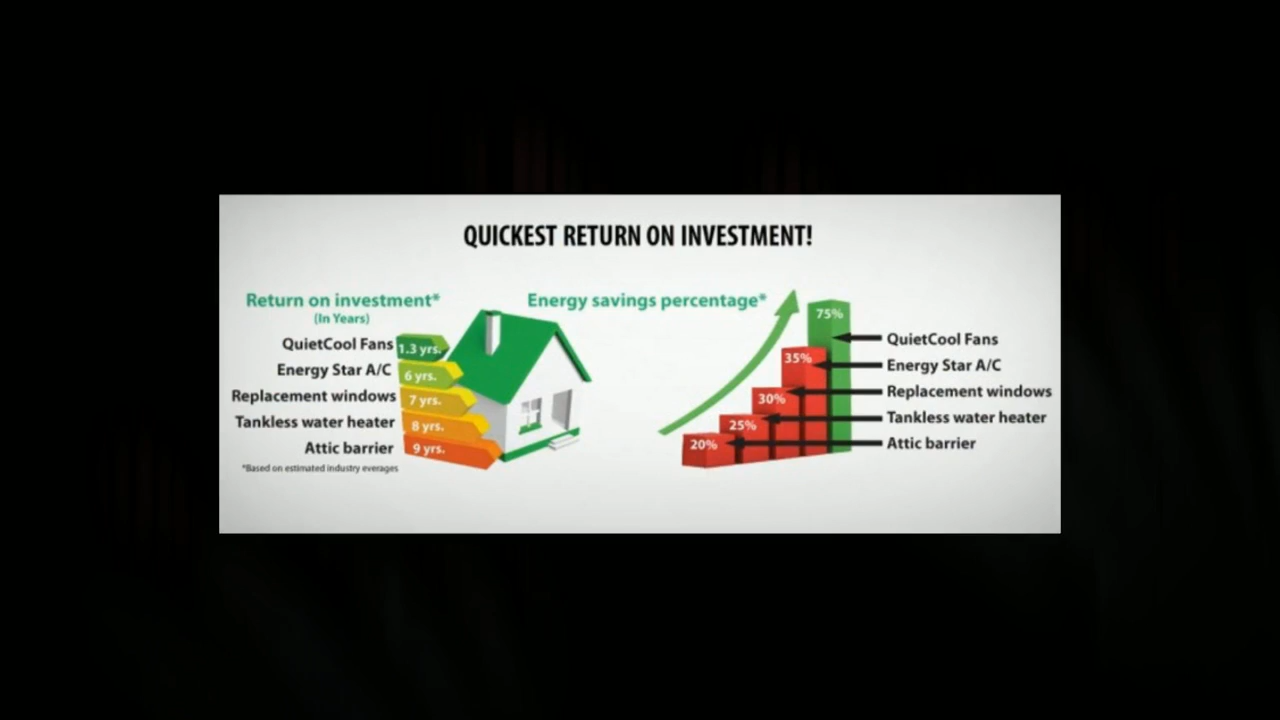 QUICKEST RETURN ON INVESTMENT!
Return on investment*
(In Years)
QuietCool Fans 1.3 yrs.
Energy Star A/C 6 yrs.
Replacement windows 7 yrs.
Tankless water heater 8 yrs.
Attic barrier 9 yrs.
*Based on estimated industry everages
Energy savings percentage*
75% QuietCool Fans
35% Energy Star A/C
30% Replacement windows
25% Tankless water heater
20% Attic barrier